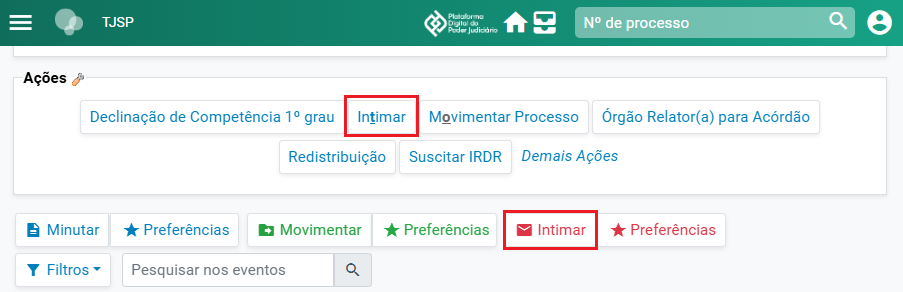 TJSP Plataforma Digital do Poder Judiciário Nº de processo
Ações
Declinação de Competência 1º grau Intimar Movimentar Processo Órgão Relator(a) para Acórdão
Redistribuição Suscitar IRDR Demais Ações
Minutar Preferências Movimentar Preferências Intimar Preferências
Filtros Pesquisar nos eventos